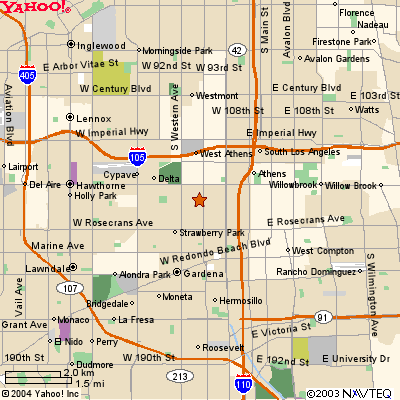 YAHOO!
Florence
Nadeau
Inglewood
Morningside Park
42
S Main St
Avalon Blvd
Firestone Park
E Arbor Vitae St
W 92nd St
W 93rd St
Avalon Gardens
405
W Century Blvd
E Century Blvd
E 103rd St
Aviation Blvd
S Western Ave
Westmont
W 108th St
E 108th St
Watts
Lennox
W Imperial Hwy
E Imperial Hwy
105
West Athens
South Los Angeles
Lairport
Cypave
Delta
Athens
Del Aire
Hawthorne
Willowbrook
Willow Brook
Holly Park
W Rosecrans Ave
E Rosecrans Ave
Strawberry Park
Marine Ave
W Redondo Beach Blvd
West Compton
S Wilmington Ave
Lawndale
Alondra Park
Gardena
Rancho Dominguez
107
Vail Ave
Bridgedale
Moneta
Hermosillo
Grant Ave
Monaco
La Fresa
91
E Victoria St
El Nido
Perry
Roosevelt
190th St
W 190th St
E 192nd St
E University Dr
Dudmore
2.0 km
1.5 mi
213
110
© 2004 Yahoo! Inc
©2003 NAVTEQ